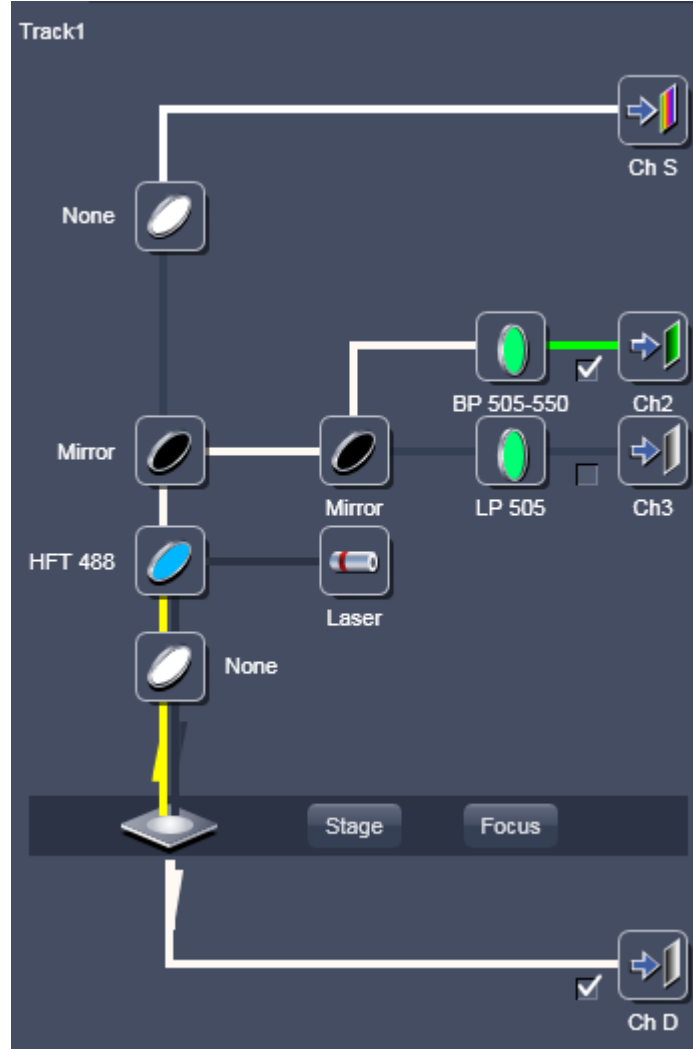 Track1
Ch S
None
BP 505-550
Ch2
Mirror
Mirror
LP 505
Ch3
HFT 488
Laser
None
Stage
Focus
Ch D